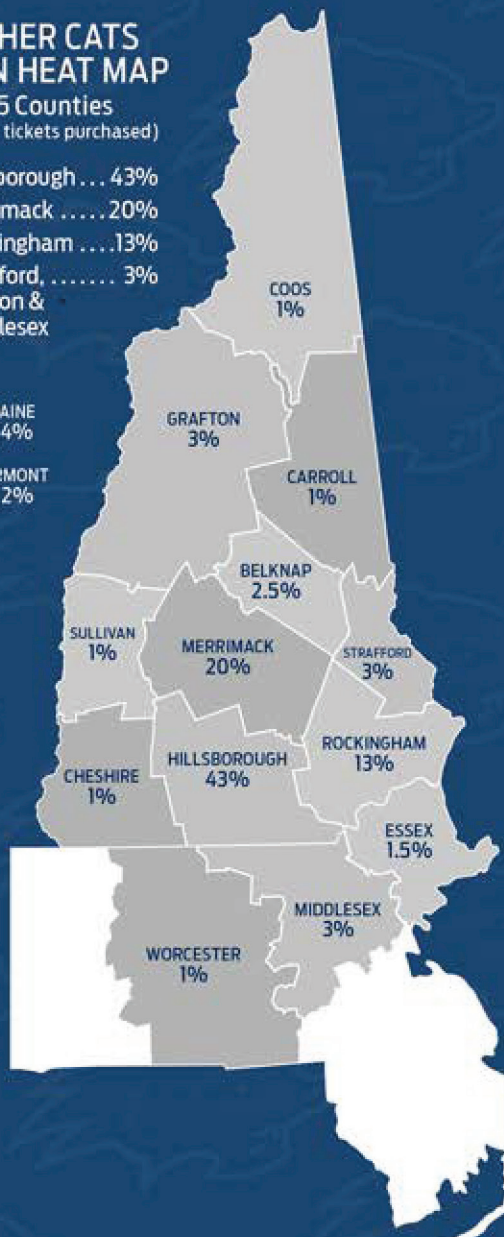 HER CATS
N HEAT MAP
5 Counties
tickets purchased)
borough... 43%
mack ..... 20%
ingham .... 13%
ford, ....... 3%
on &
lesex
COOS
1%
AINE
4%
GRAFTON
3%
RMONT
2%
CARROLL
1%
BELKNAP
2.5%
SULLIVAN
1%
MERRIMACK
20%
STRAFFORD
3%
ROCKINGHAM
13%
HILLSBOROUGH
43%
CHESHIRE
1%
ESSEX
1.5%
MIDDLESEX
3%
WORCESTER
1%